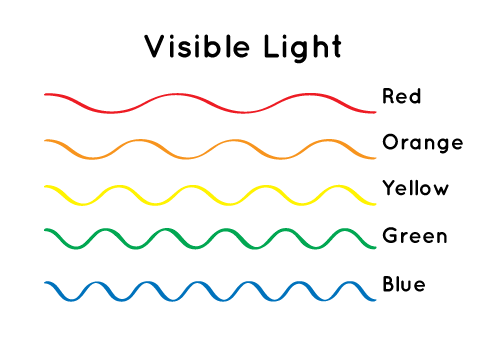 Visible Light
Red
Orange
Yellow
Green
Blue